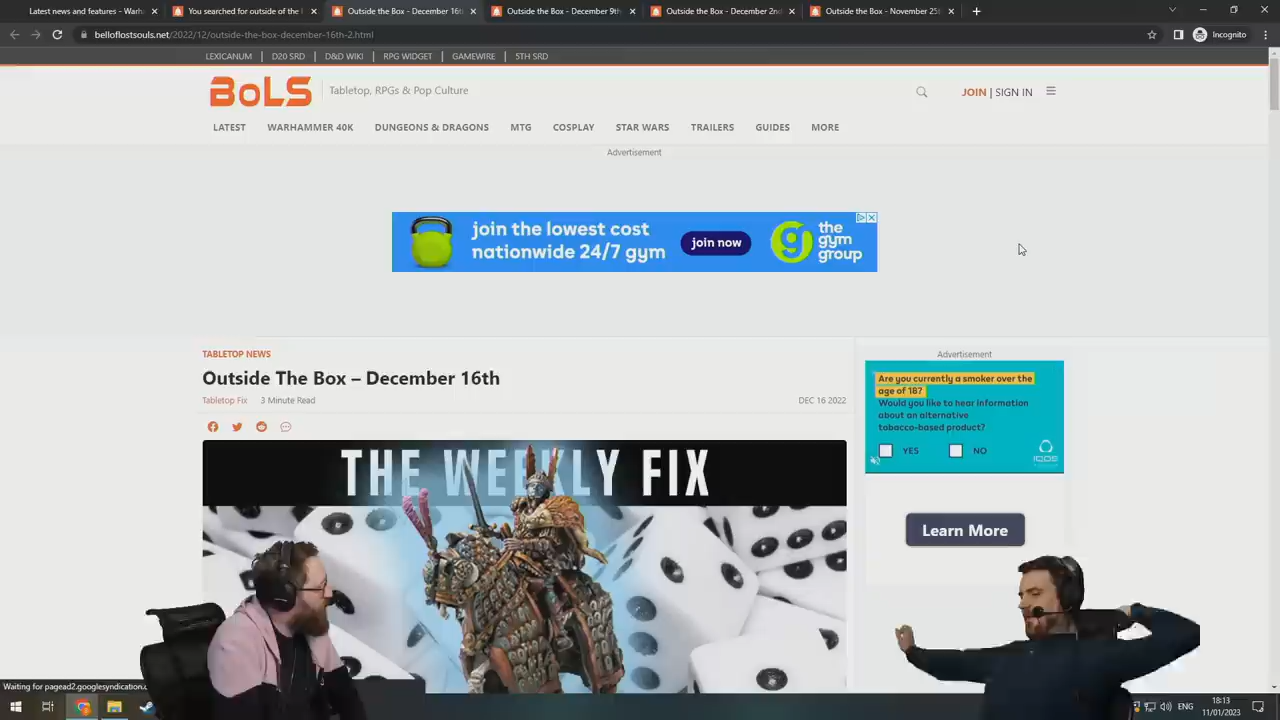 Latest news and features - Warha
You searched for outside of the b
Outside The Box - December 16th
Outside The Box - December 9th
Outside The Box - December 2nd
Outside The Box - November 25th
belloflostsouls.net/2022/12/outside-the-box-december-16th-2.html
Incognito
LEXICANUM | D20 SRD | D&D WIKI | RPG WIDGET | GAMEWIRE | 5TH SRD
BoLS
Tabletop, RPGs & Pop Culture
JOIN | SIGN IN
LATEST WARHAMMER 40K DUNGEONS & DRAGONS MTG COSPLAY STAR WARS TRAILERS GUIDES MORE
Advertisement
join the lowest cost
nationwide 24/7 gym
join now
the
gym
group
TABLETOP NEWS
Outside The Box – December 16th
Tabletop Fix 3 Minute Read DEC 16 2022
THE WEEKLY FIX
Advertisement
Are you currently a smoker over the
age of 18?
Would you like to hear information
about an alternative
tobacco-based product?
YES NO
IQOS
Learn More
Waiting for pagead2.googlesyndication.c
ENG
18:13
11/01/2023